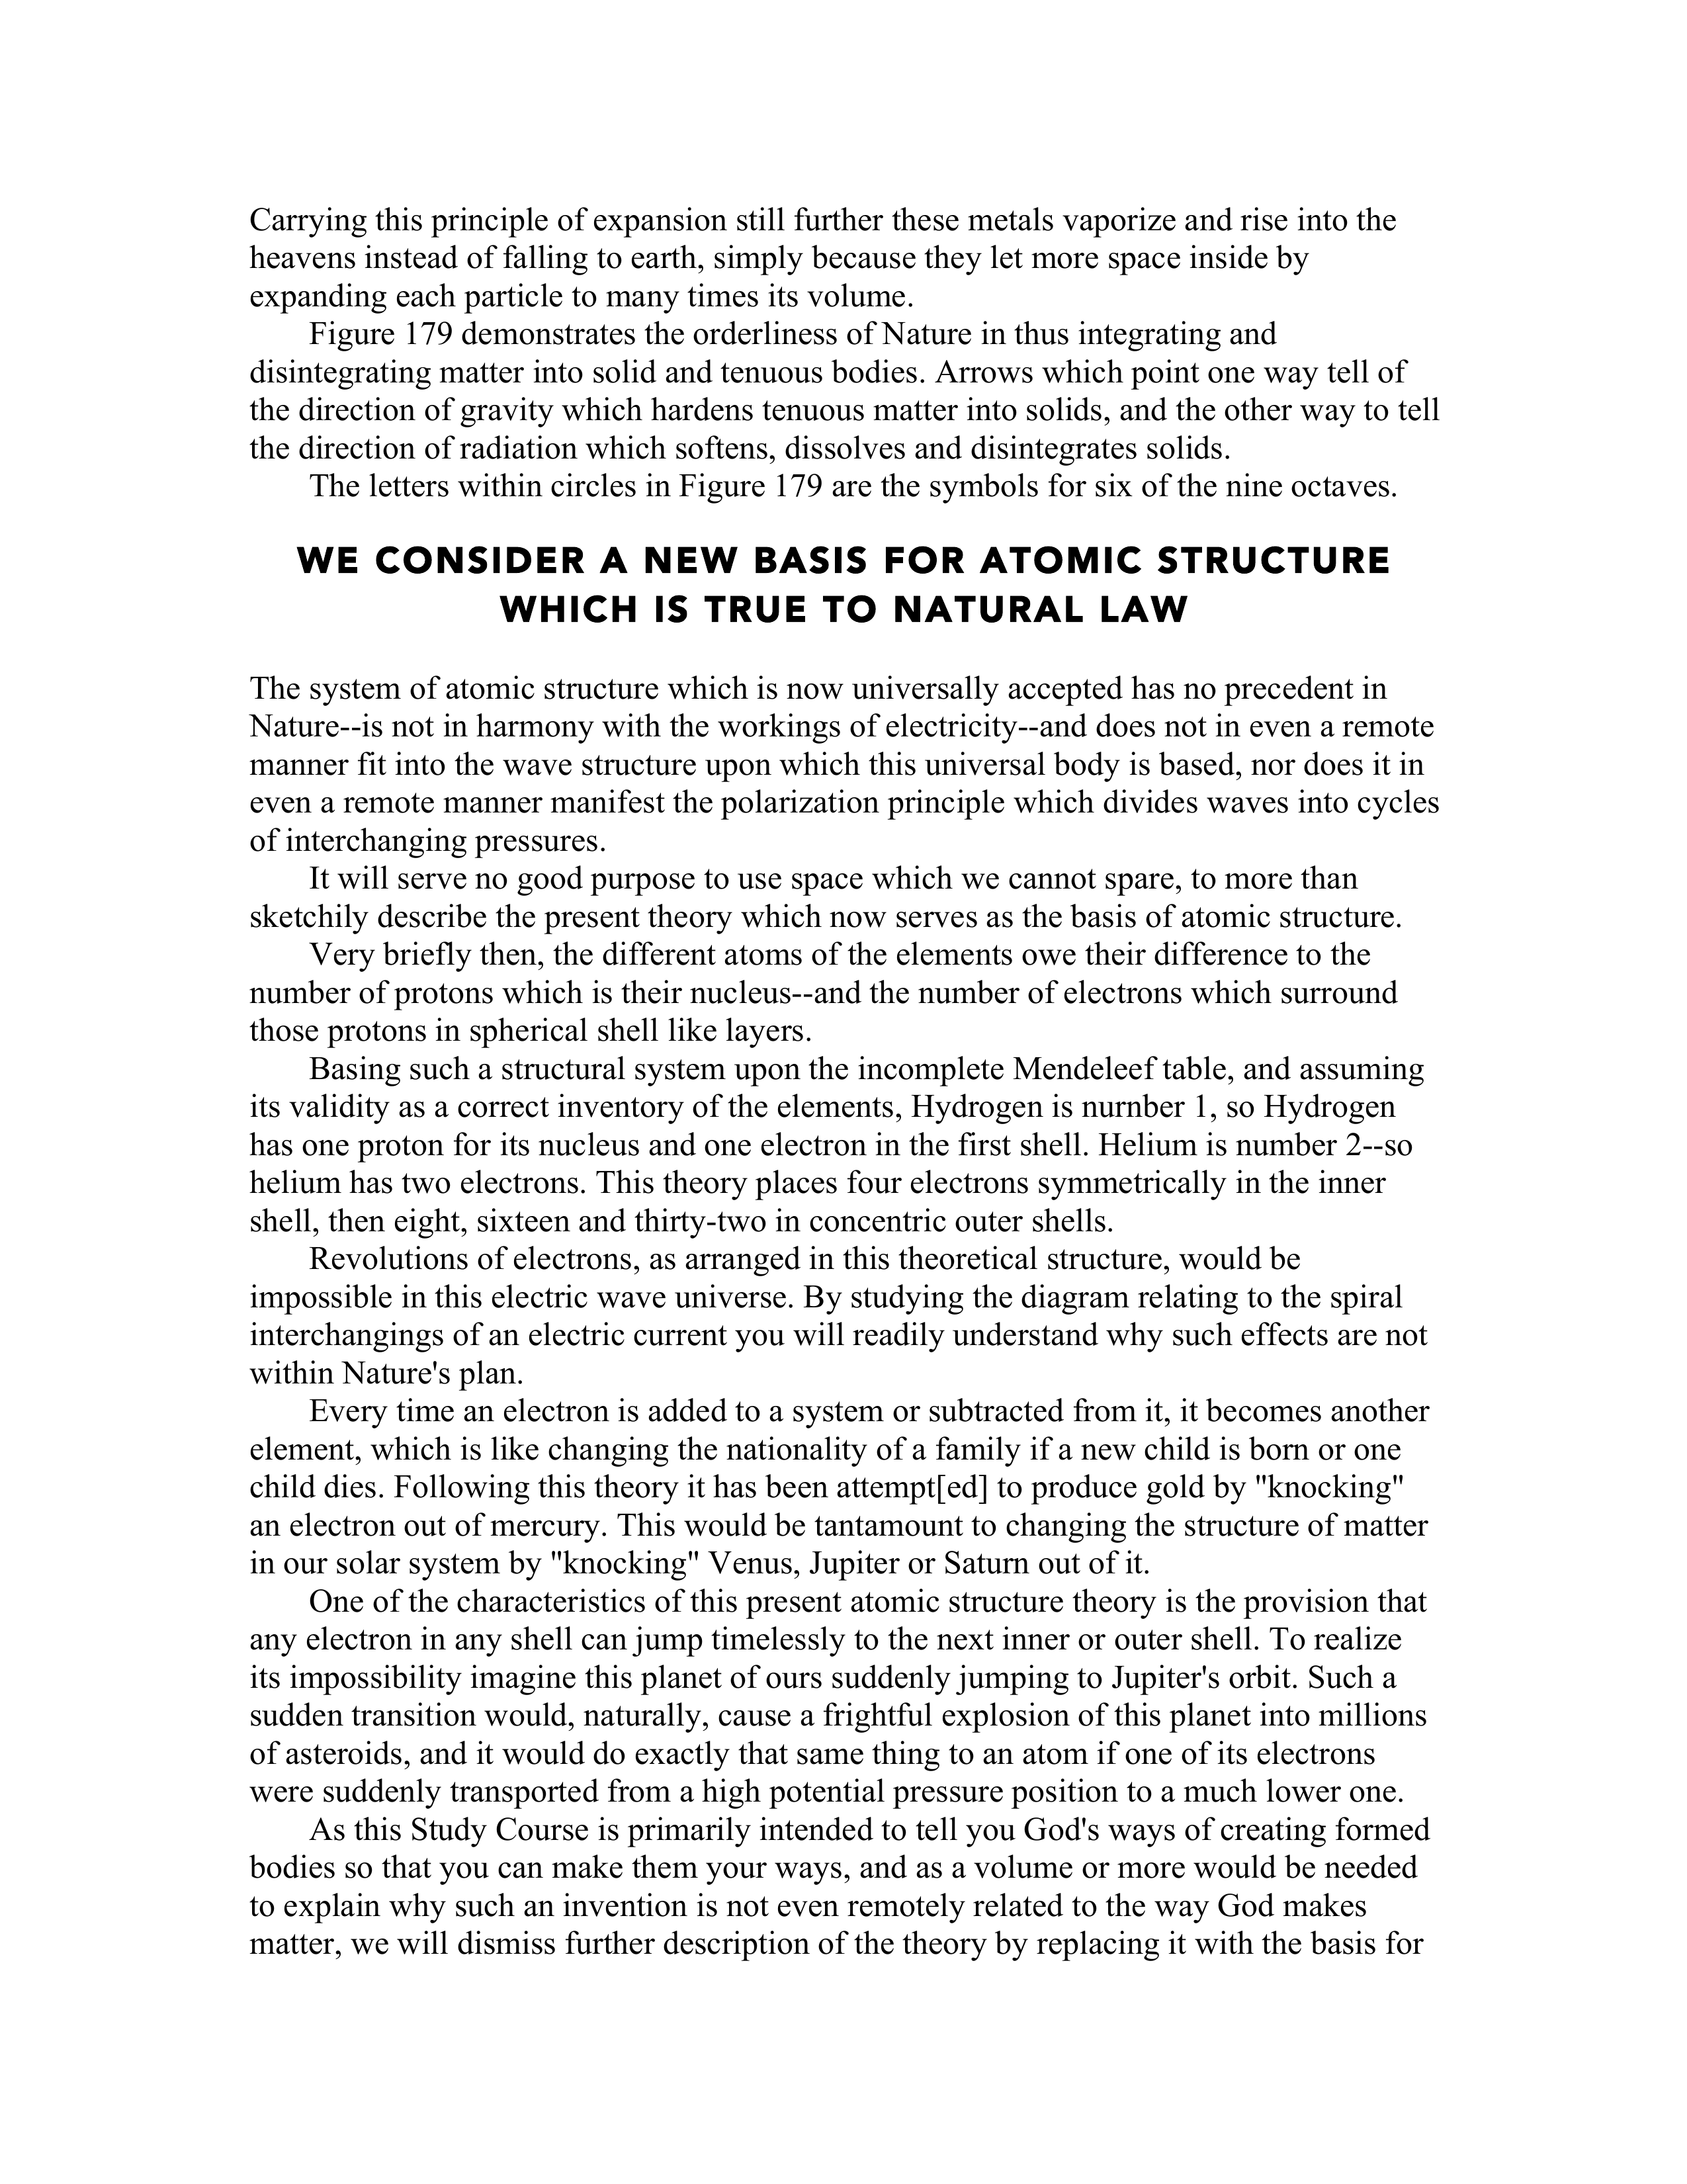 Carrying this principle of expansion still further these metals vaporize and rise into the
heavens instead of falling to earth, simply because they let more space inside by
expanding each particle to many times its volume.
Figure 179 demonstrates the orderliness of Nature in thus integrating and
disintegrating matter into solid and tenuous bodies. Arrows which point one way tell of
the direction of gravity which hardens tenuous matter into solids, and the other way to tell
the direction of radiation which softens, dissolves and disintegrates solids.
The letters within circles in Figure 179 are the symbols for six of the nine octaves.
WE CONSIDER A NEW BASIS FOR ATOMIC STRUCTURE
WHICH IS TRUE TO NATURAL LAW
The system of atomic structure which is now universally accepted has no precedent in
Nature--is not in harmony with the workings of electricity--and does not in even a remote
manner fit into the wave structure upon which this universal body is based, nor does it in
even a remote manner manifest the polarization principle which divides waves into cycles
of interchanging pressures.
It will serve no good purpose to use space which we cannot spare, to more than
sketchily describe the present theory which now serves as the basis of atomic structure.
Very briefly then, the different atoms of the elements owe their difference to the
number of protons which is their nucleus--and the number of electrons which surround
those protons in spherical shell like layers.
Basing such a structural system upon the incomplete Mendeleef table, and assuming
its validity as a correct inventory of the elements, Hydrogen is nurnber 1, so Hydrogen
has one proton for its nucleus and one electron in the first shell. Helium is number 2--so
helium has two electrons. This theory places four electrons symmetrically in the inner
shell, then eight, sixteen and thirty-two in concentric outer shells.
Revolutions of electrons, as arranged in this theoretical structure, would be
impossible in this electric wave universe. By studying the diagram relating to the spiral
interchangings of an electric current you will readily understand why such effects are not
within Nature's plan.
Every time an electron is added to a system or subtracted from it, it becomes another
element, which is like changing the nationality of a family if a new child is born or one
child dies. Following this theory it has been attempt[ed] to produce gold by "knocking"
an electron out of mercury. This would be tantamount to changing the structure of matter
in our solar system by "knocking" Venus, Jupiter or Saturn out of it.
One of the characteristics of this present atomic structure theory is the provision that
any electron in any shell can jump timelessly to the next inner or outer shell. To realize
its impossibility imagine this planet of ours suddenly jumping to Jupiter's orbit. Such a
sudden transition would, naturally, cause a frightful explosion of this planet into millions
of asteroids, and it would do exactly that same thing to an atom if one of its electrons
were suddenly transported from a high potential pressure position to a much lower one.
As this Study Course is primarily intended to tell you God's ways of creating formed
bodies so that you can make them your ways, and as a volume or more would be needed
to explain why such an invention is not even remotely related to the way God makes
matter, we will dismiss further description of the theory by replacing it with the basis for